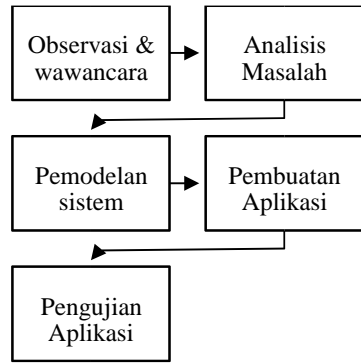 Observasi &
wawancara
Analisis
Masalah
Pemodelan
sistem
Pembuatan
Aplikasi
Pengujian
Aplikasi